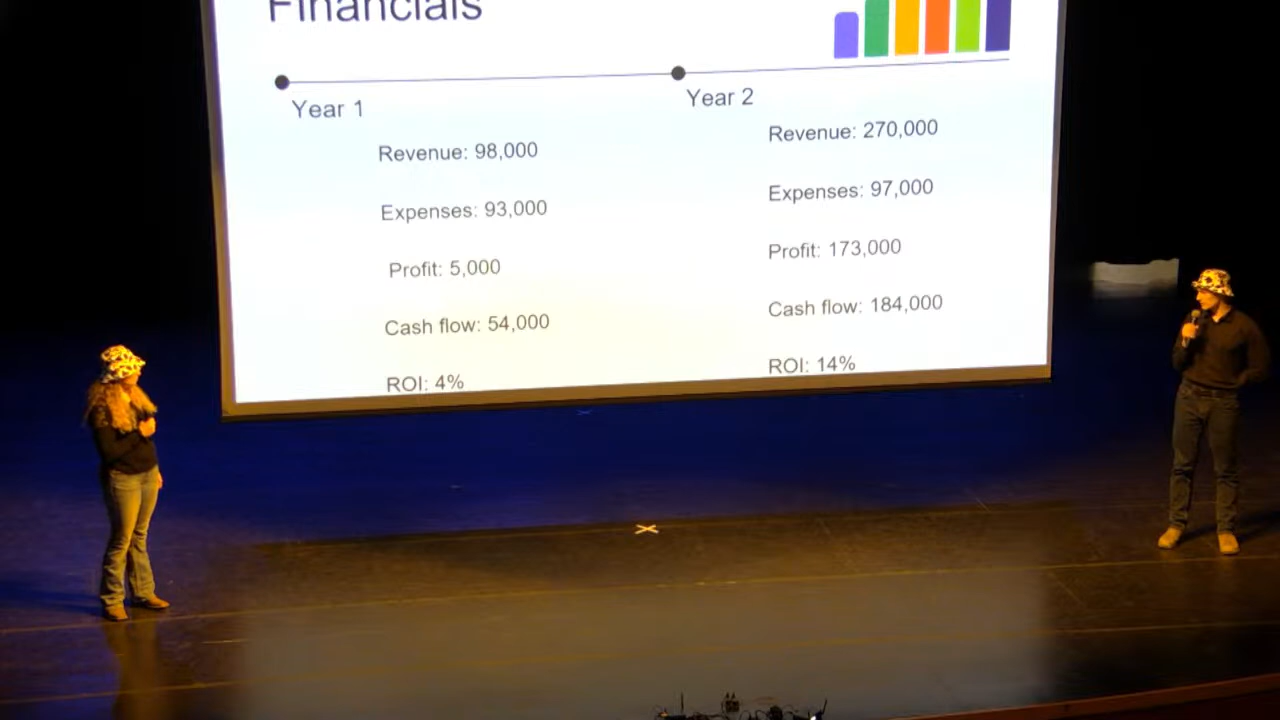 Financials
Year 1
Year 2
Revenue: 98,000
Expenses: 93,000
Profit: 5,000
Cash flow: 54,000
ROI: 4%
Revenue: 270,000
Expenses: 97,000
Profit: 173,000
Cash flow: 184,000
ROI: 14%